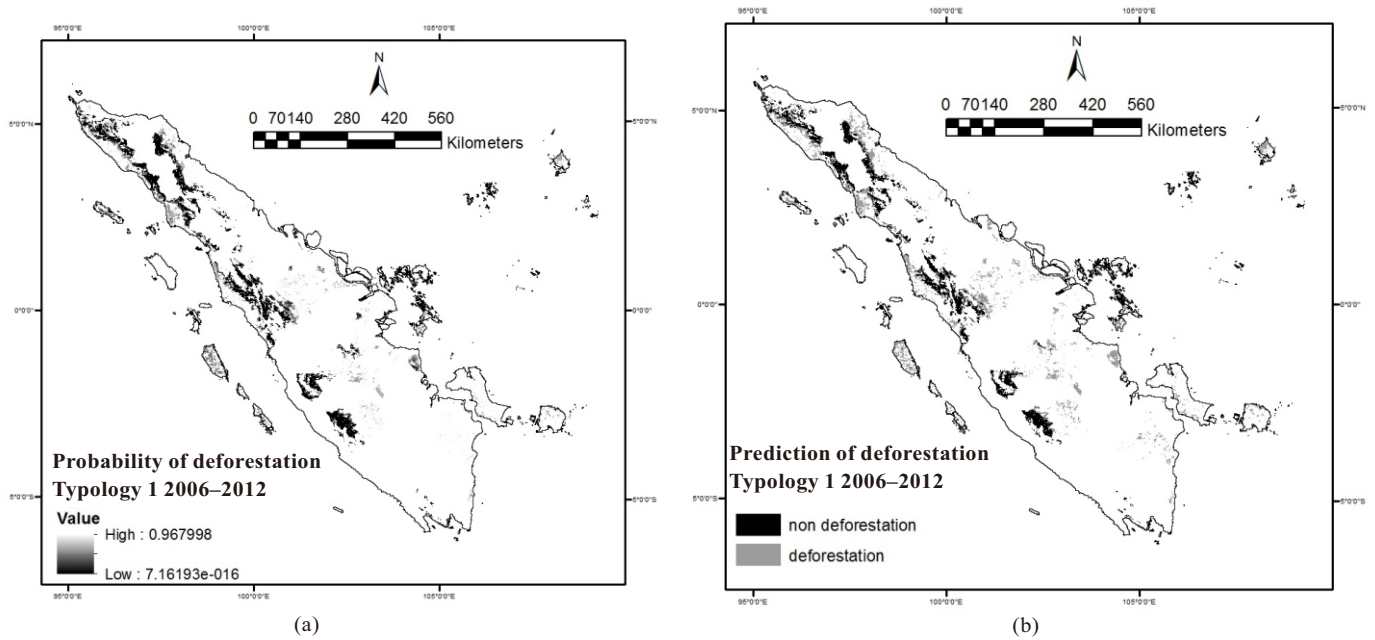 95°0'0"E 100°0'0"E 105°0'0"E
N
0 70 140 280 420 560
Kilometers
5°0'0"N 5°0'0"N
0°0'0" 0°0'0"
5°0'0"S 5°0'0"S
Probability of deforestation
Typology 1 2006–2012
Value
High : 0.967998
Low : 7.16193e-016
95°0'0"E 100°0'0"E 105°0'0"E
(a)
95°0'0"E 100°0'0"E 105°0'0"E
N
0 70 140 280 420 560
Kilometers
5°0'0"N 5°0'0"N
0°0'0" 0°0'0"
5°0'0"S 5°0'0"S
Prediction of deforestation
Typology 1 2006–2012
non deforestation
deforestation
95°0'0"E 100°0'0"E 105°0'0"E
(b)